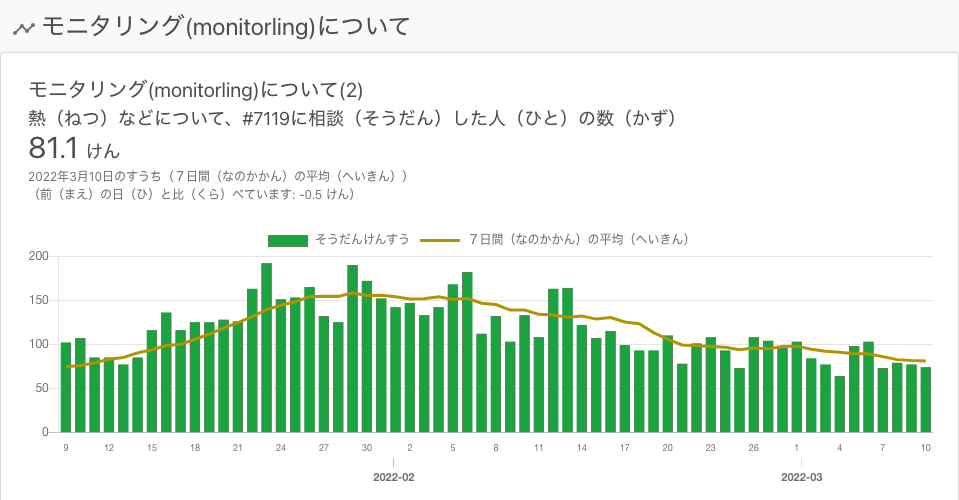 モニタリング(monitorling)について
モニタリング(monitorling)について(2)
熱（ねつ）などについて、#7119に相談（そうだん）した人（ひと）の数（かず）
81.1 けん
2022年3月10日のすうち（７日間（なのかかん）の平均（へいきん））
（前（まえ）の日（ひ）と比（くら）べています: -0.5 けん）
そうだんけんすう ７日間（なのかかん）の平均（へいきん）
200
150
100
50
0
9 12 15 18 21 24 27 30 2 5 8 11 14 17 20 23 26 1 4 7 10
2022-02 2022-03